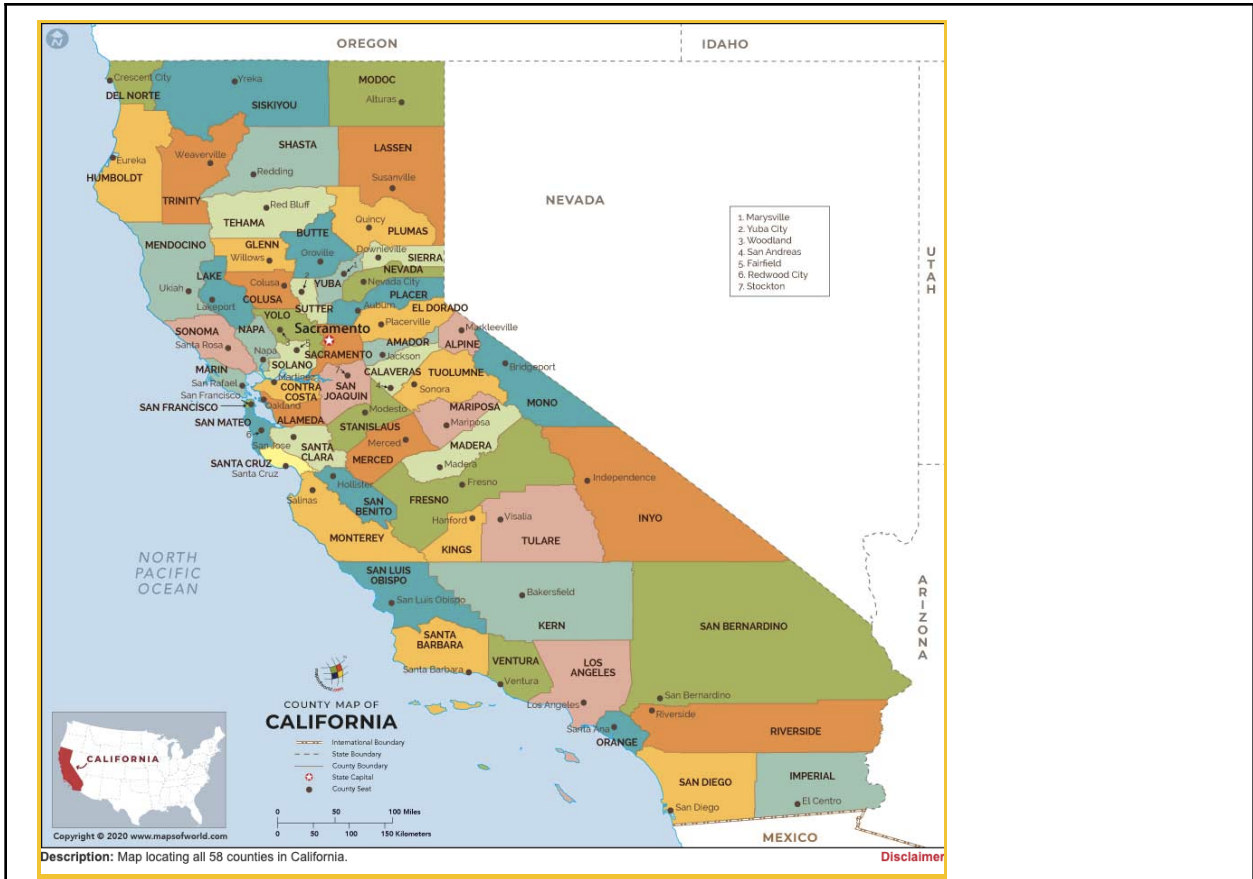 OREGON
IDAHO
Crescent City
DEL NORTE
Yreka
SISKIYOU
MODOC
Alturas
Eureka
HUMBOLDT
Weaverville
TRINITY
SHASTA
Redding
LASSEN
Susanville
NEVADA
UTAH
1. Marysville
2. Yuba City
3. Woodland
4. San Andreas
5. Fairfield
6. Redwood City
7. Stockton
TEHAMA
Red Bluff
Quincy
PLUMAS
MENDOCINO
Ukiah
GLENN
Willows
BUTTE
Oroville
Downieville
SIERRA
LAKE
Lakeport
Colusa
COLUSA
2
SUTTER
1
YUBA
NEVADA
Nevada City
PLACER
Auburn
EL DORADO
Placerville
SONOMA
Santa Rosa
NAPA
Napa
YOLO
3
Sacramento
SACRAMENTO
5
SOLANO
AMADOR
Jackson
Markleeville
ALPINE
MARIN
San Rafael
Martinez
CONTRA
COSTA
7
SAN
JOAQUIN
CALAVERAS
4
TUOLUMNE
Sonora
Bridgeport
MONO
San Francisco
SAN FRANCISCO
Oakland
ALAMEDA
Modesto
STANISLAUS
MARIPOSA
Mariposa
SAN MATEO
6
San Jose
SANTA
CLARA
Merced
MERCED
MADERA
Madera
SANTA CRUZ
Santa Cruz
Hollister
SAN
BENITO
Salinas
MONTEREY
FRESNO
Fresno
Independence
INYO
Hanford
KINGS
Visalia
TULARE
NORTH
PACIFIC
OCEAN
SAN LUIS
OBISPO
San Luis Obispo
Bakersfield
KERN
SAN BERNARDINO
San Bernardino
ARIZONA
SANTA
BARBARA
Santa Barbara
VENTURA
Ventura
LOS
ANGELES
Los Angeles
Santa Ana
ORANGE
Riverside
RIVERSIDE
SAN DIEGO
San Diego
IMPERIAL
El Centro
MEXICO
mapsofworld.com
COUNTY MAP OF
CALIFORNIA
International Boundary
State Boundary
County Boundary
State Capital
County Seat
0 50 100 Miles
0 50 100 150 Kilometers
CALIFORNIA
Copyright © 2020 www.mapsofworld.com
Description: Map locating all 58 counties in California.
Disclaimer